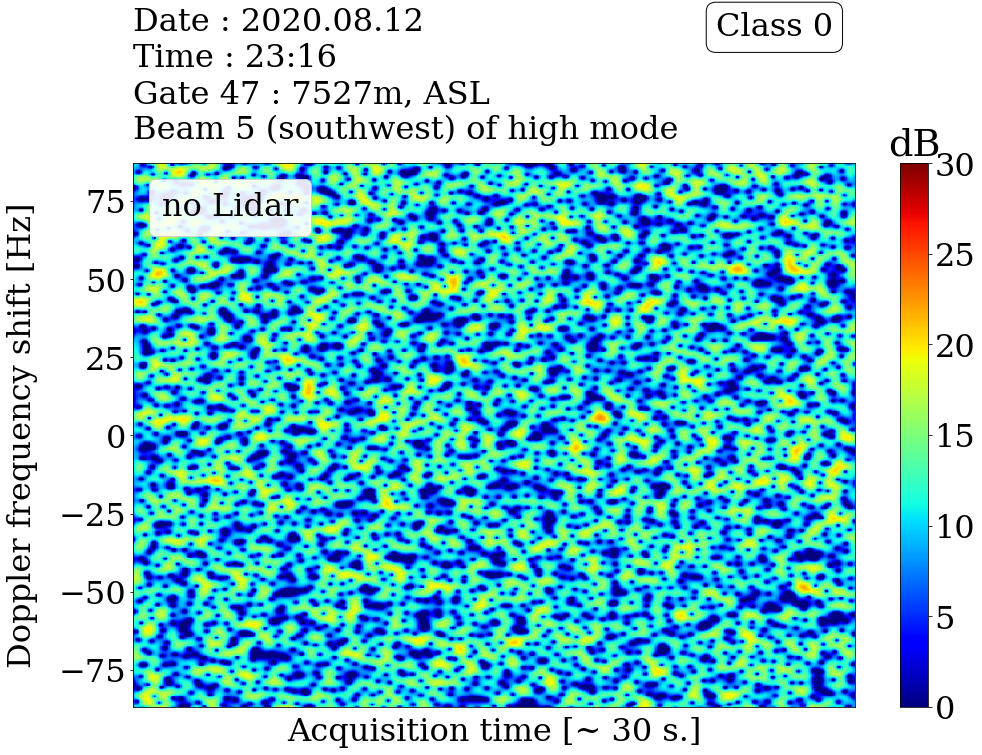 Date : 2020.08.12
Time : 23:16
Gate 47 : 7527m, ASL
Beam 5 (southwest) of high mode
Class 0
no Lidar
Doppler frequency shift [Hz]
75
50
25
0
−25
−50
−75
Acquisition time [~ 30 s.]
dB
30
25
20
15
10
5
0